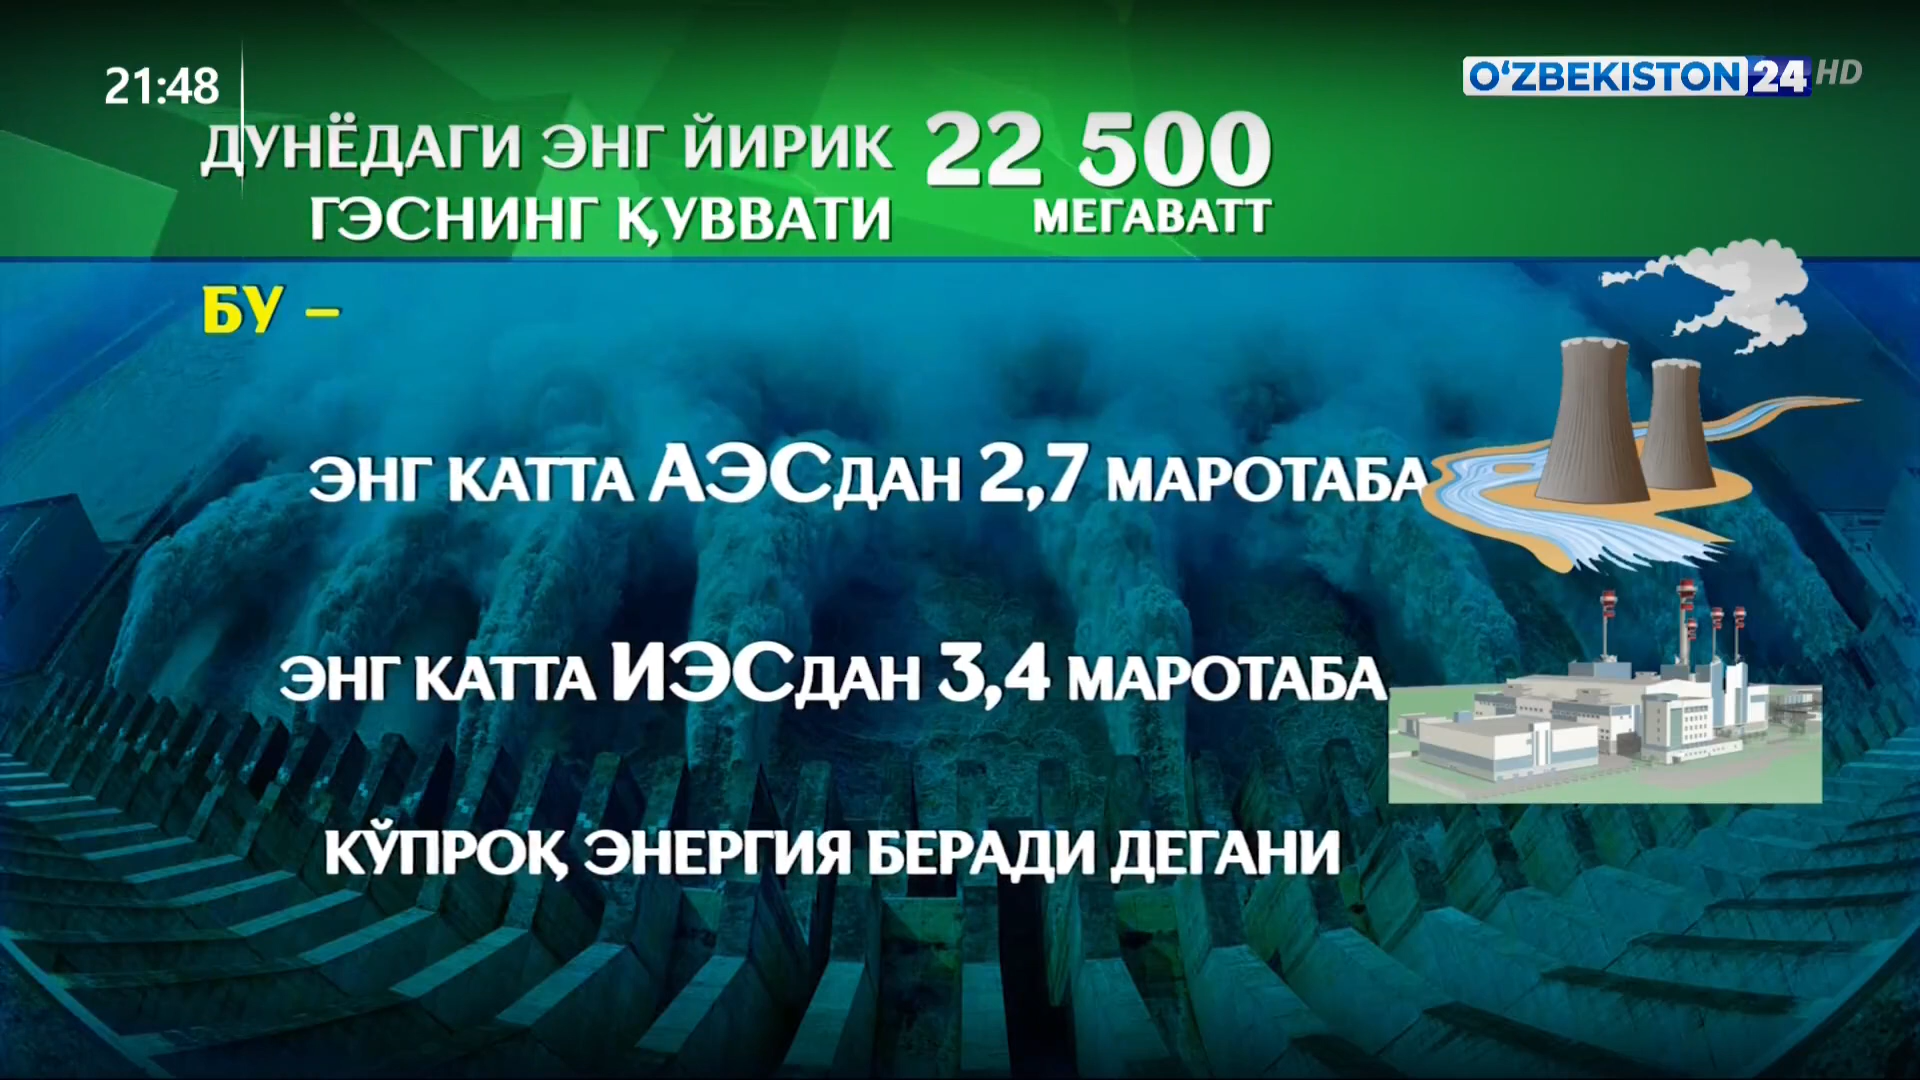 21:48
O‘ZBEKISTON 24 HD
ДУНЁДАГИ ЭНГ ЙИРИК
ГЭСНИНГ ҚУВВАТИ
22 500
МЕГАВАТТ
БУ –
ЭНГ КАТТА АЭСДАН 2,7 МАРОТАБА
ЭНГ КАТТА ИЭСДАН 3,4 МАРОТАБА
КЎПРОҚ ЭНЕРГИЯ БЕРАДИ ДЕГАНИ